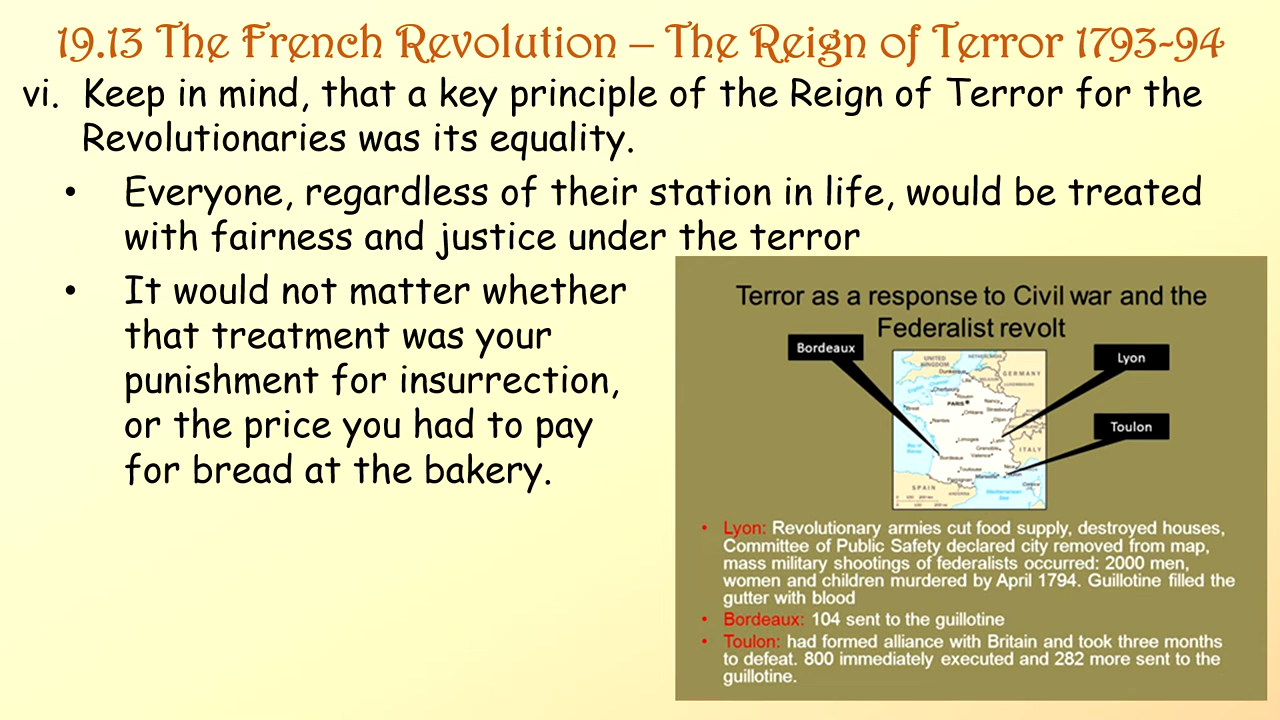 19.13 The French Revolution – The Reign of Terror 1793-94
vi. Keep in mind, that a key principle of the Reign of Terror for the
Revolutionaries was its equality.
• Everyone, regardless of their station in life, would be treated
with fairness and justice under the terror
• It would not matter whether
that treatment was your
punishment for insurrection,
or the price you had to pay
for bread at the bakery.
Terror as a response to Civil war and the
Federalist revolt
Bordeaux
Lyon
Toulon
UNITED
KINGDOM
GERMANY
PARIS
Nantes
Limoges
Lyon
Bordeaux
Toulouse
ITALY
SPAIN
• Lyon: Revolutionary armies cut food supply, destroyed houses,
Committee of Public Safety declared city removed from map,
mass military shootings of federalists occurred: 2000 men,
women and children murdered by April 1794. Guillotine filled the
gutter with blood
• Bordeaux: 104 sent to the guillotine
• Toulon: had formed alliance with Britain and took three months
to defeat. 800 immediately executed and 282 more sent to the
guillotine.